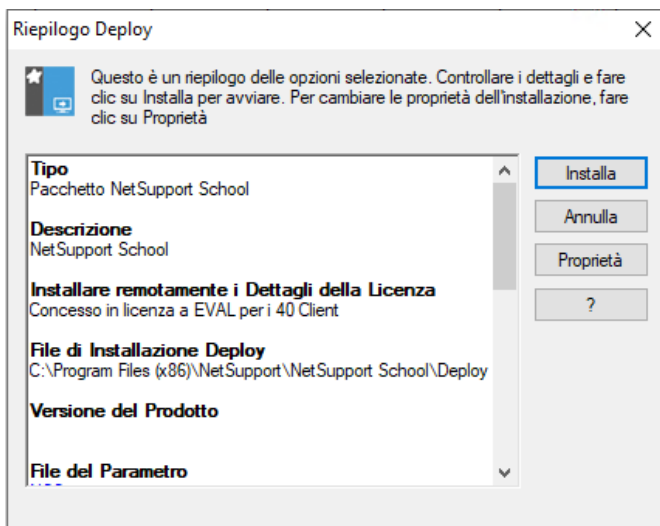 Riepilogo Deploy
Questo è un riepilogo delle opzioni selezionate. Controllare i dettagli e fare
clic su Installa per avviare. Per cambiare le proprietà dell'installazione, fare
clic su Proprietà
Tipo
Pacchetto NetSupport School
Descrizione
NetSupport School
Installare remotamente i Dettagli della Licenza
Concesso in licenza a EVAL per i 40 Client
File di Installazione Deploy
C:\Program Files (x86)\NetSupport\NetSupport School\Deploy
Versione del Prodotto
File del Parametro
Installa
Annulla
Proprietà
?